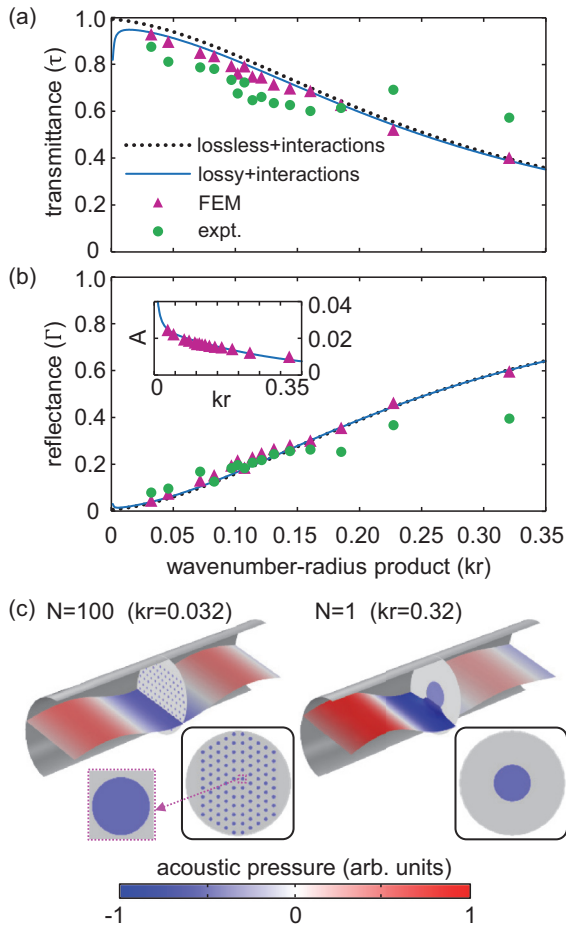 (a)
1.0
0.8
0.6
0.4
0.2
0
transmittance (τ)
lossless+interactions
lossy+interactions
FEM
expt.
(b)
1.0
0.8
0.6
0.4
0.2
0
reflectance (Γ)
A
0.04
0.02
0
0
0.35
kr
0
0.05
0.10
0.15
0.20
0.25
0.30
0.35
wavenumber-radius product (kr)
(c) N=100 (kr=0.032) N=1 (kr=0.32)
acoustic pressure (arb. units)
-1 0 1